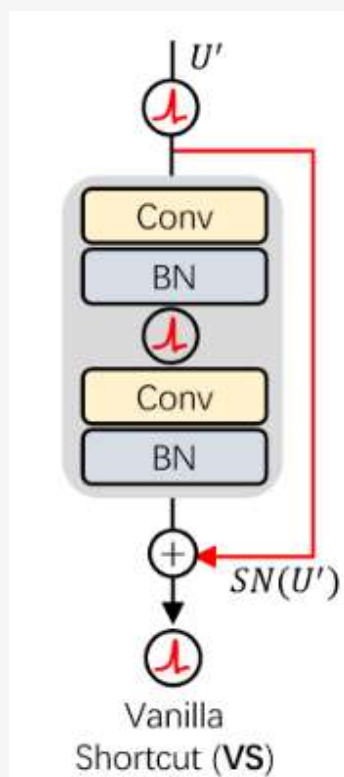 U′
Conv
BN
Conv
BN
+
SN(U′)
Vanilla
Shortcut (VS)